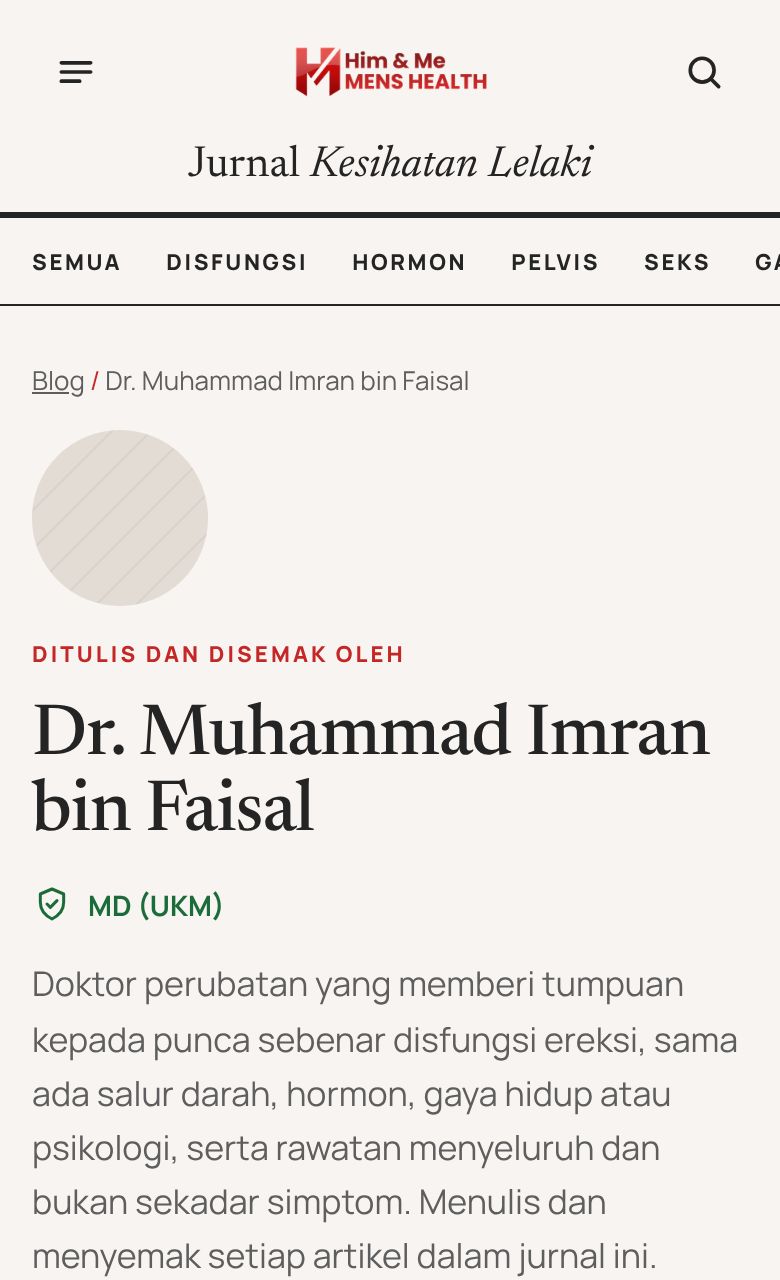 Him & Me
MENS HEALTH
Jurnal Kesihatan Lelaki
SEMUA DISFUNGSI HORMON PELVIS SEKS GA
Blog / Dr. Muhammad Imran bin Faisal
DITULIS DAN DISEMAK OLEH
Dr. Muhammad Imran
bin Faisal
MD (UKM)
Doktor perubatan yang memberi tumpuan
kepada punca sebenar disfungsi ereksi, sama
ada salur darah, hormon, gaya hidup atau
psikologi, serta rawatan menyeluruh dan
bukan sekadar simptom. Menulis dan
menyemak setiap artikel dalam jurnal ini.